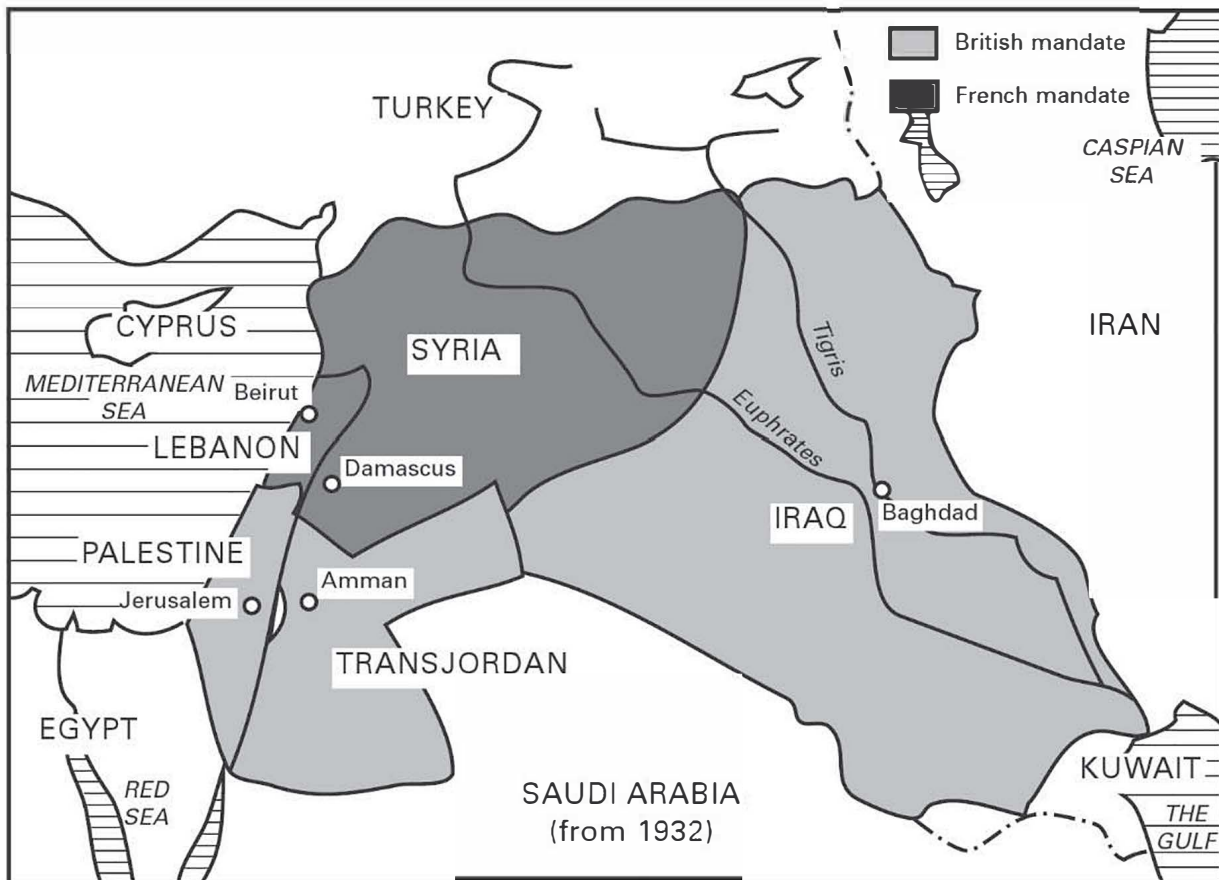 British mandate
French mandate
TURKEY
CASPIAN
SEA
CYPRUS
SYRIA
IRAN
Tigris
MEDITERRANEAN
SEA
Beirut
Euphrates
LEBANON
Damascus
IRAQ
Baghdad
PALESTINE
Amman
Jerusalem
TRANSJORDAN
EGYPT
KUWAIT
RED
SEA
SAUDI ARABIA
(from 1932)
THE
GULF